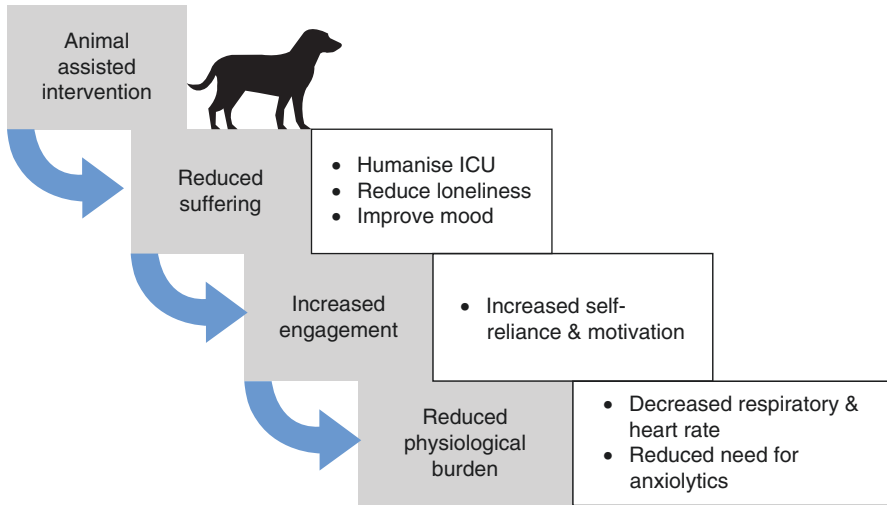 Animal
assisted
intervention
Reduced
suffering
• Humanise ICU
• Reduce loneliness
• Improve mood
Increased
engagement
• Increased self-
reliance & motivation
Reduced
physiological
burden
• Decreased respiratory &
heart rate
• Reduced need for
anxiolytics